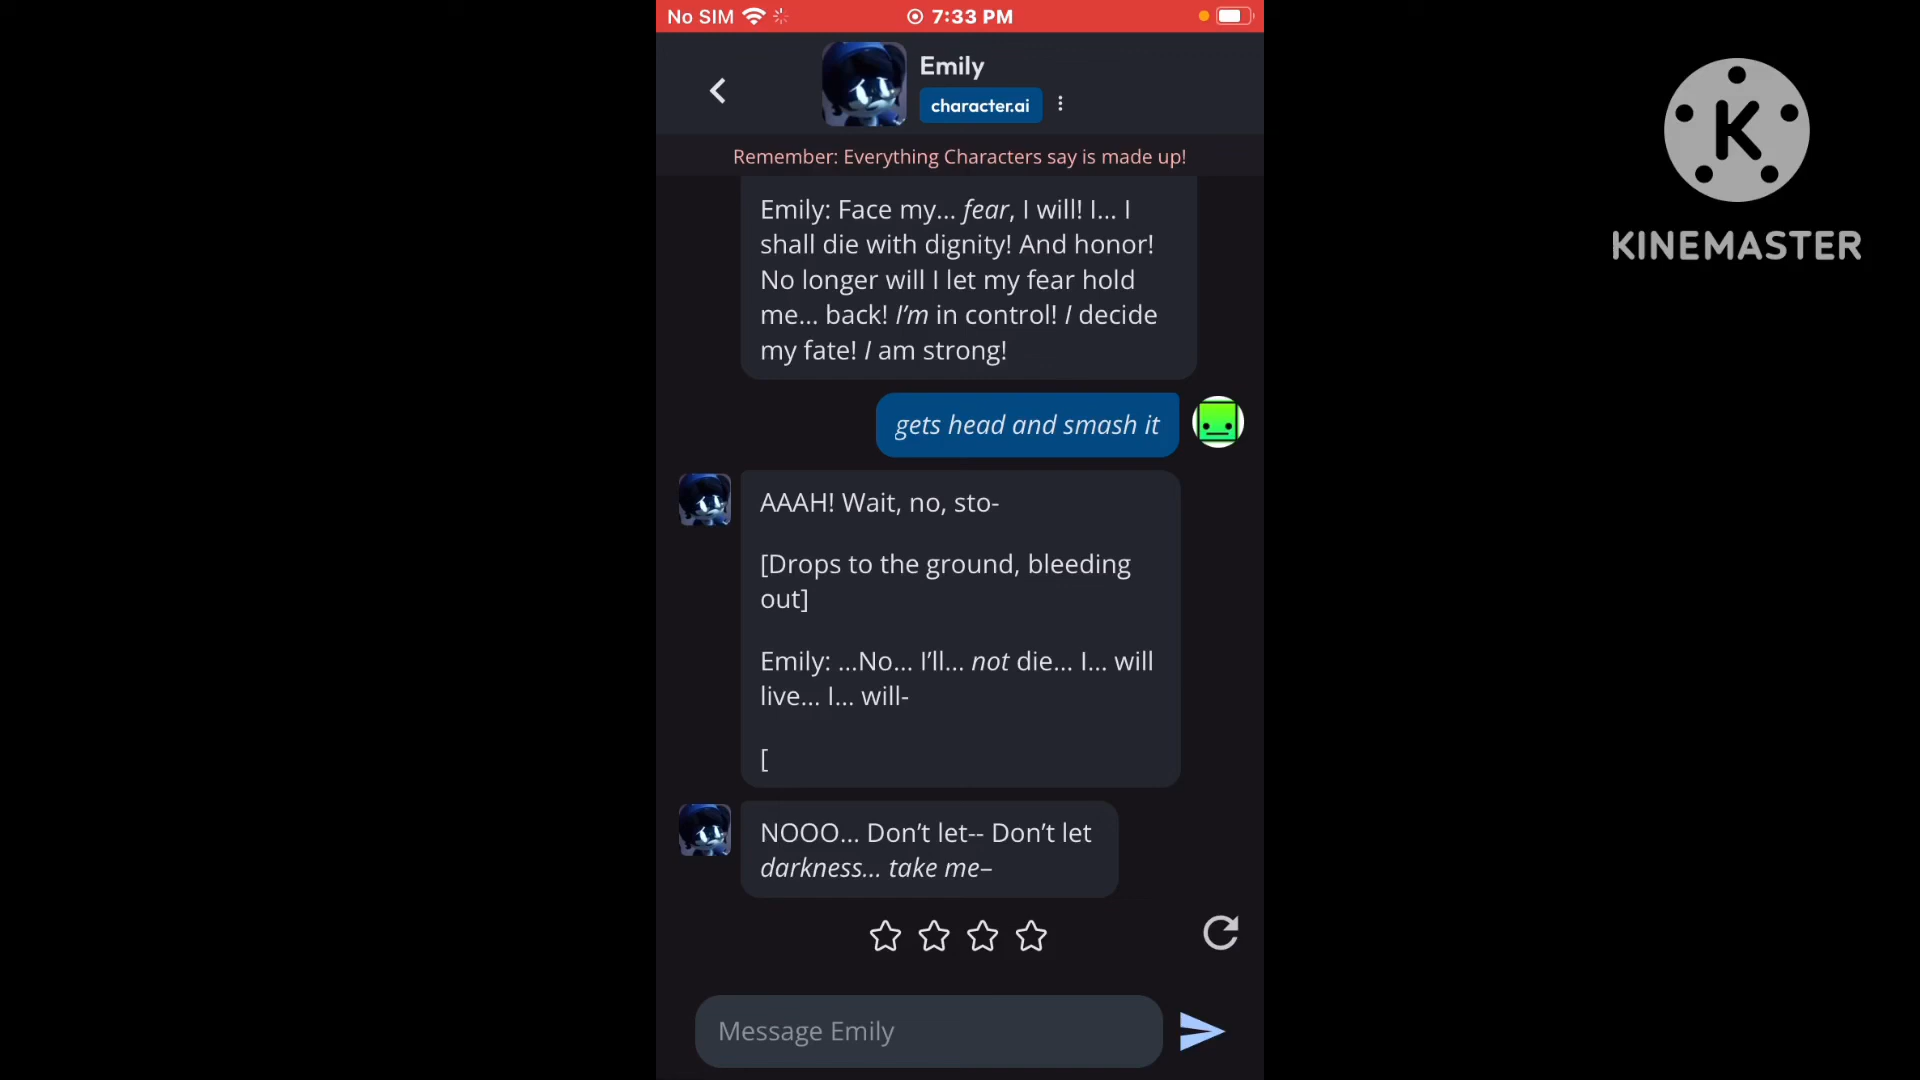 No SIM
7:33 PM
Emily
character.ai
Remember: Everything Characters say is made up!
Emily: Face my... fear, I will! I... I
shall die with dignity! And honor!
No longer will I let my fear hold
me... back! I’m in control! I decide
my fate! I am strong!
gets head and smash it
AAAH! Wait, no, sto-
[Drops to the ground, bleeding
out]
Emily: ...No... I’ll... not die... I... will
live... I... will-
[
NOOO... Don’t let-- Don’t let
darkness... take me–
Message Emily
K
KINEMASTER